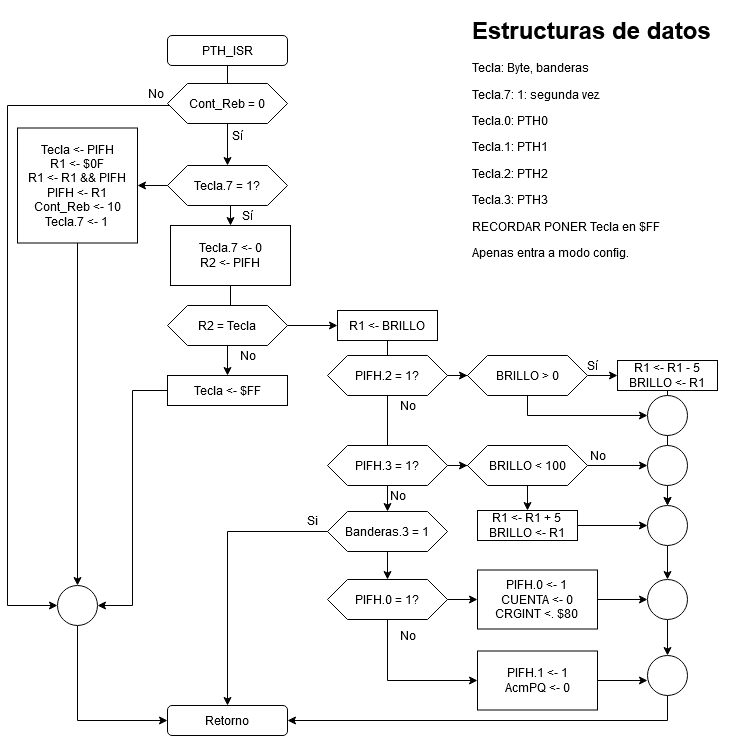 Estructuras de datos
Tecla: Byte, banderas
Tecla.7: 1: segunda vez
Tecla.0: PTH0
Tecla.1: PTH1
Tecla.2: PTH2
Tecla.3: PTH3
RECORDAR PONER Tecla en $FF
Apenas entra a modo config.
PTH_ISR
No
Cont_Reb = 0
Sí
Tecla <- PIFH
R1 <- $0F
R1 <- R1 && PIFH
PIFH <- R1
Cont_Reb <- 10
Tecla.7 <- 1
Tecla.7 = 1?
Sí
Tecla.7 <- 0
R2 <- PIFH
R2 = Tecla
R1 <- BRILLO
No
Tecla <- $FF
PIFH.2 = 1?
BRILLO > 0
Sí
R1 <- R1 - 5
BRILLO <- R1
No
PIFH.3 = 1?
BRILLO < 100
No
No
R1 <- R1 + 5
BRILLO <- R1
Si
Banderas.3 = 1
PIFH.0 = 1?
PIFH.0 <- 1
CUENTA <- 0
CRGINT <. $80
No
PIFH.1 <- 1
AcmPQ <- 0
Retorno